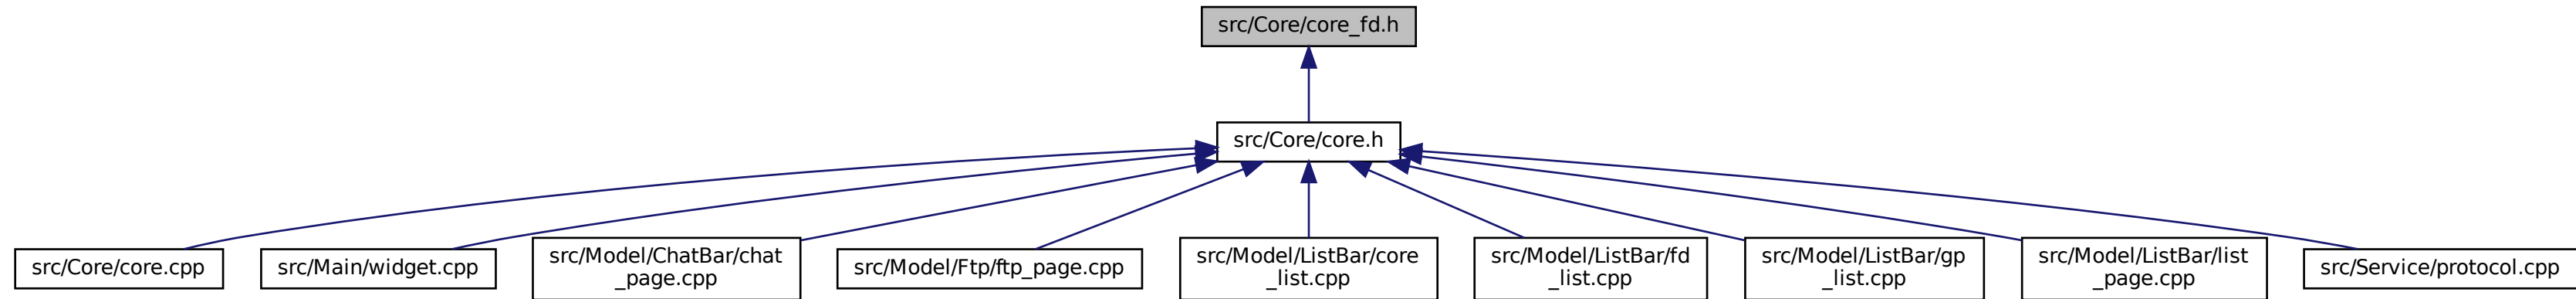 src/Core/core_fd.h
src/Core/core.h
src/Core/core.cpp
src/Main/widget.cpp
src/Model/ChatBar/chat
_page.cpp
src/Model/Ftp/ftp_page.cpp
src/Model/ListBar/core
_list.cpp
src/Model/ListBar/fd
_list.cpp
src/Model/ListBar/gp
_list.cpp
src/Model/ListBar/list
_page.cpp
src/Service/protocol.cpp